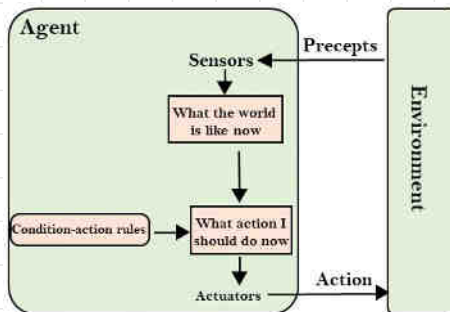 Agent
Precepts
Sensors
What the world
is like now
Environment
Condition-action rules
What action I
should do now
Action
Actuators